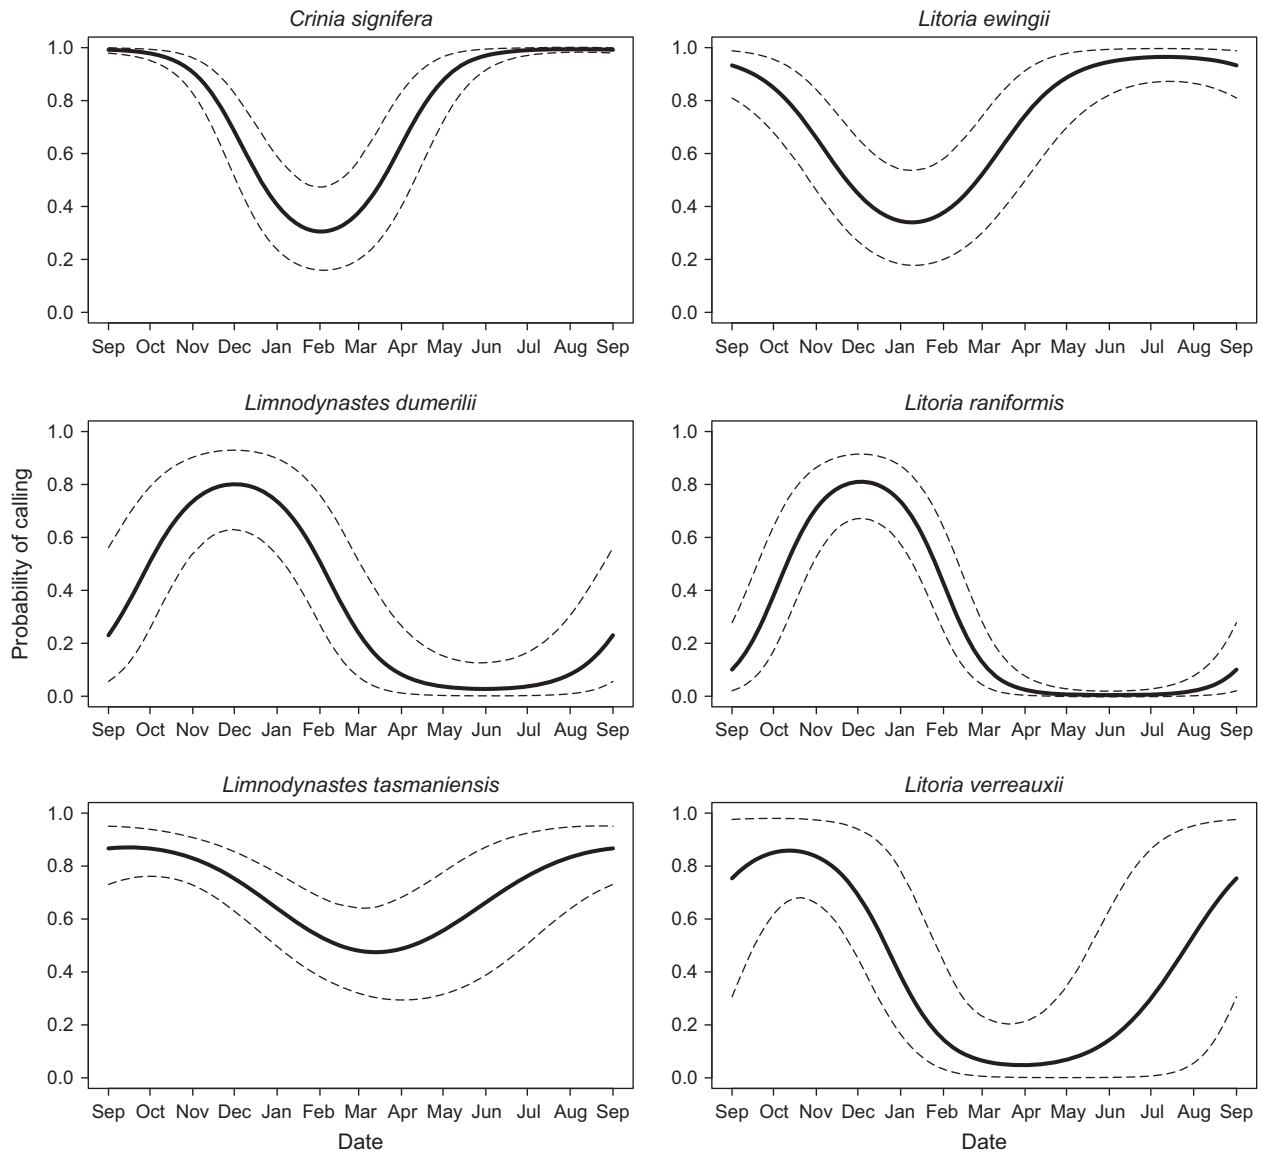 Crinia signifera
1.0
0.8
0.6
0.4
0.2
0.0
Sep Oct Nov Dec Jan Feb Mar Apr May Jun Jul Aug Sep
Litoria ewingii
1.0
0.8
0.6
0.4
0.2
0.0
Sep Oct Nov Dec Jan Feb Mar Apr May Jun Jul Aug Sep
Probability of calling
Limnodynastes dumerilii
1.0
0.8
0.6
0.4
0.2
0.0
Sep Oct Nov Dec Jan Feb Mar Apr May Jun Jul Aug Sep
Litoria raniformis
1.0
0.8
0.6
0.4
0.2
0.0
Sep Oct Nov Dec Jan Feb Mar Apr May Jun Jul Aug Sep
Limnodynastes tasmaniensis
1.0
0.8
0.6
0.4
0.2
0.0
Sep Oct Nov Dec Jan Feb Mar Apr May Jun Jul Aug Sep
Date
Litoria verreauxii
1.0
0.8
0.6
0.4
0.2
0.0
Sep Oct Nov Dec Jan Feb Mar Apr May Jun Jul Aug Sep
Date